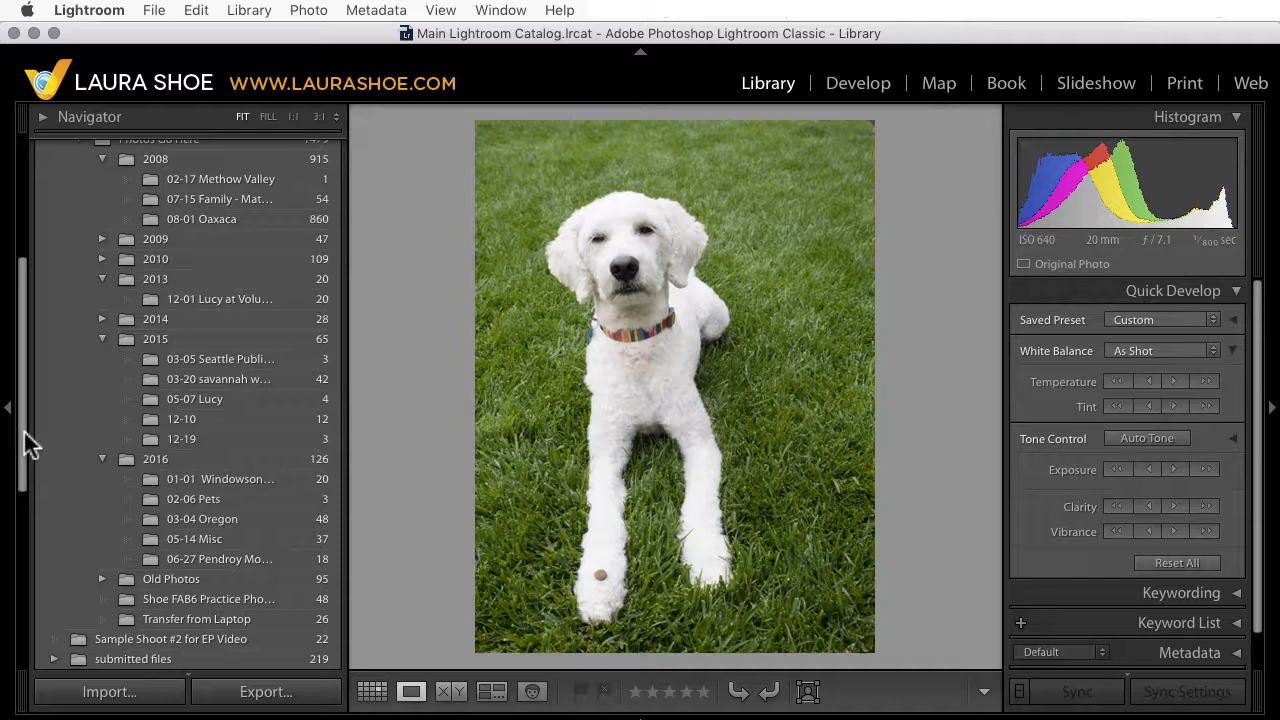 Lightroom File Edit Library Photo Metadata View Window Help
Main Lightroom Catalog.lrcat - Adobe Photoshop Lightroom Classic - Library
LAURA SHOE WWW.LAURASHOE.COM
Library | Develop | Map | Book | Slideshow | Print | Web
Navigator FIT FILL 1:1 3:1
Photos Go Here 1479
2008 915
02-17 Methow Valley 1
07-15 Family - Mat... 54
08-01 Oaxaca 860
2009 47
2010 109
2013 20
12-01 Lucy at Volu... 20
2014 28
2015 65
03-05 Seattle Publi... 3
03-20 savannah w... 42
05-07 Lucy 4
12-10 12
12-19 3
2016 126
01-01 Windowson... 20
02-06 Pets 3
03-04 Oregon 48
05-14 Misc 37
06-27 Pendroy Mo... 18
Old Photos 95
Shoe FAB6 Practice Pho... 48
Transfer from Laptop 26
Sample Shoot #2 for EP Video 22
submitted files 219
Import... Export...
XY
Histogram
ISO 640 20 mm ƒ / 7.1 1/800 sec
Original Photo
Quick Develop
Saved Preset Custom
White Balance As Shot
Temperature
Tint
Tone Control Auto Tone
Exposure
Clarity
Vibrance
Reset All
Keywording
Keyword List
Default Metadata
Sync Sync Settings